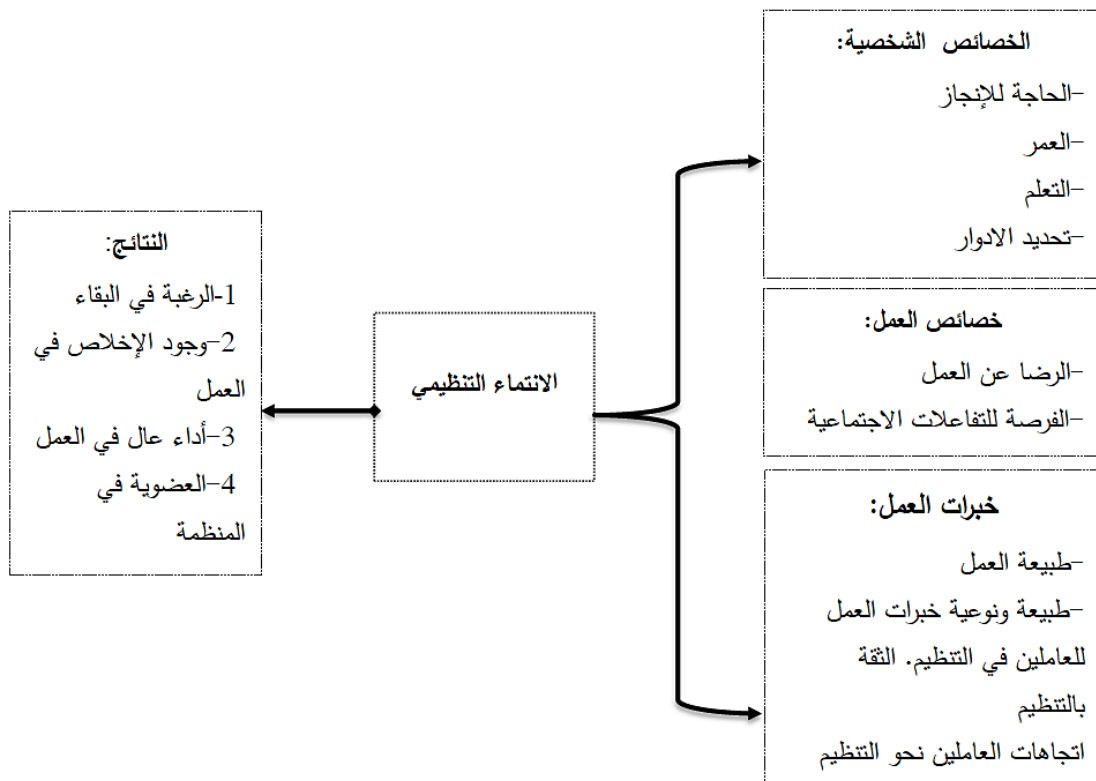 الخصائص الشخصية:
-الحاجة للإنجاز
-العمر
-التعلم
-تحديد الادوار
خصائص العمل:
-الرضا عن العمل
-الفرصة للتفاعلات الاجتماعية
خبرات العمل:
-طبيعة العمل
-طبيعة ونوعية خبرات العمل
للعاملين في التنظيم. الثقة
بالتنظيم
اتجاهات العاملين نحو التنظيم
الانتماء التنظيمي
النتائج:
1-الرغبة في البقاء
2-وجود الإخلاص في
العمل
3-أداء عال في العمل
4-العضوية في
المنظمة